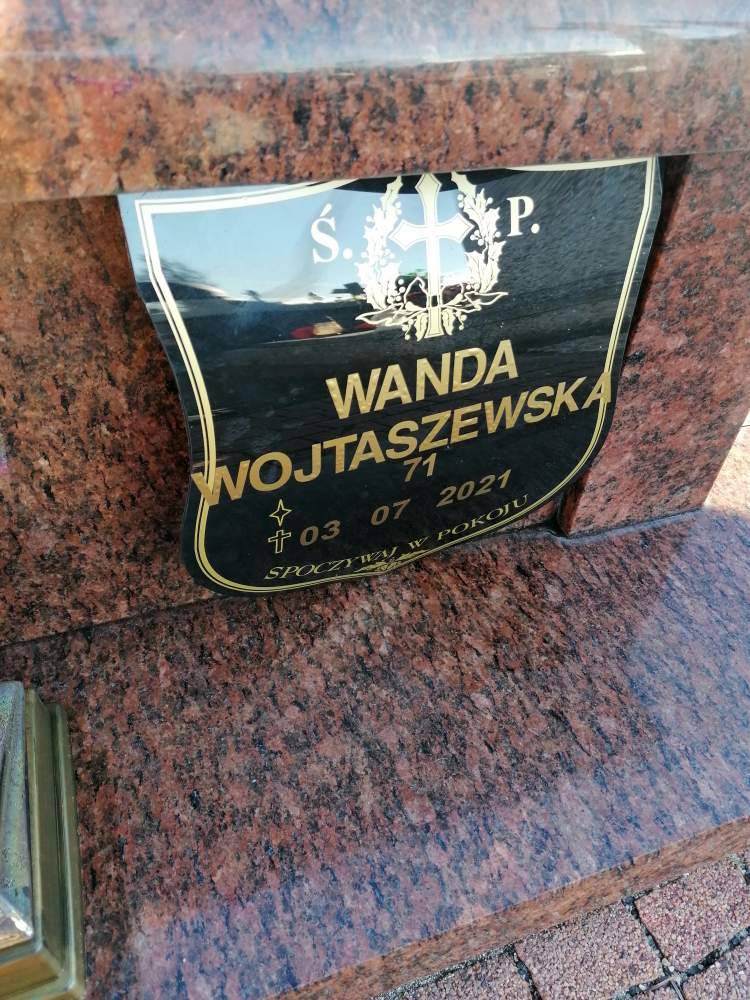 Ś. P.
WANDA
WOJTASZEWSKA
71
03 07 2021
SPOCZYWAJ W POKOJU